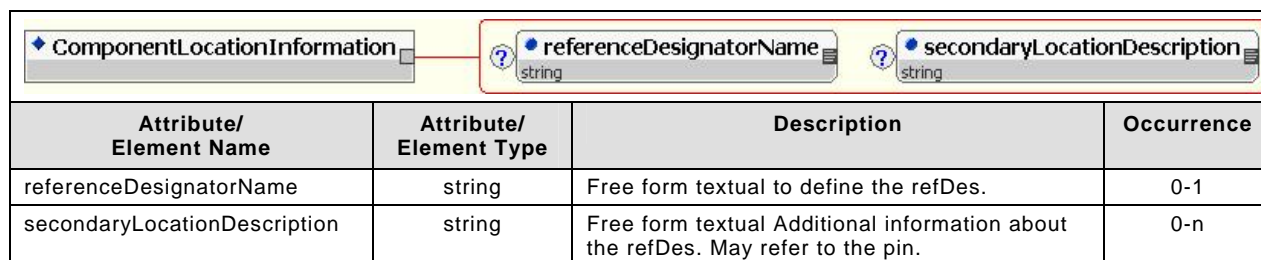 ComponentLocationInformation ? referenceDesignatorName ? secondaryLocationDescription
string string
Attribute/ Element Name Attribute/ Element Type Description Occurrence
referenceDesignatorName string Free form textual to define the refDes. 0-1
secondaryLocationDescription string Free form textual Additional information about 0-n
the refDes. May refer to the pin.